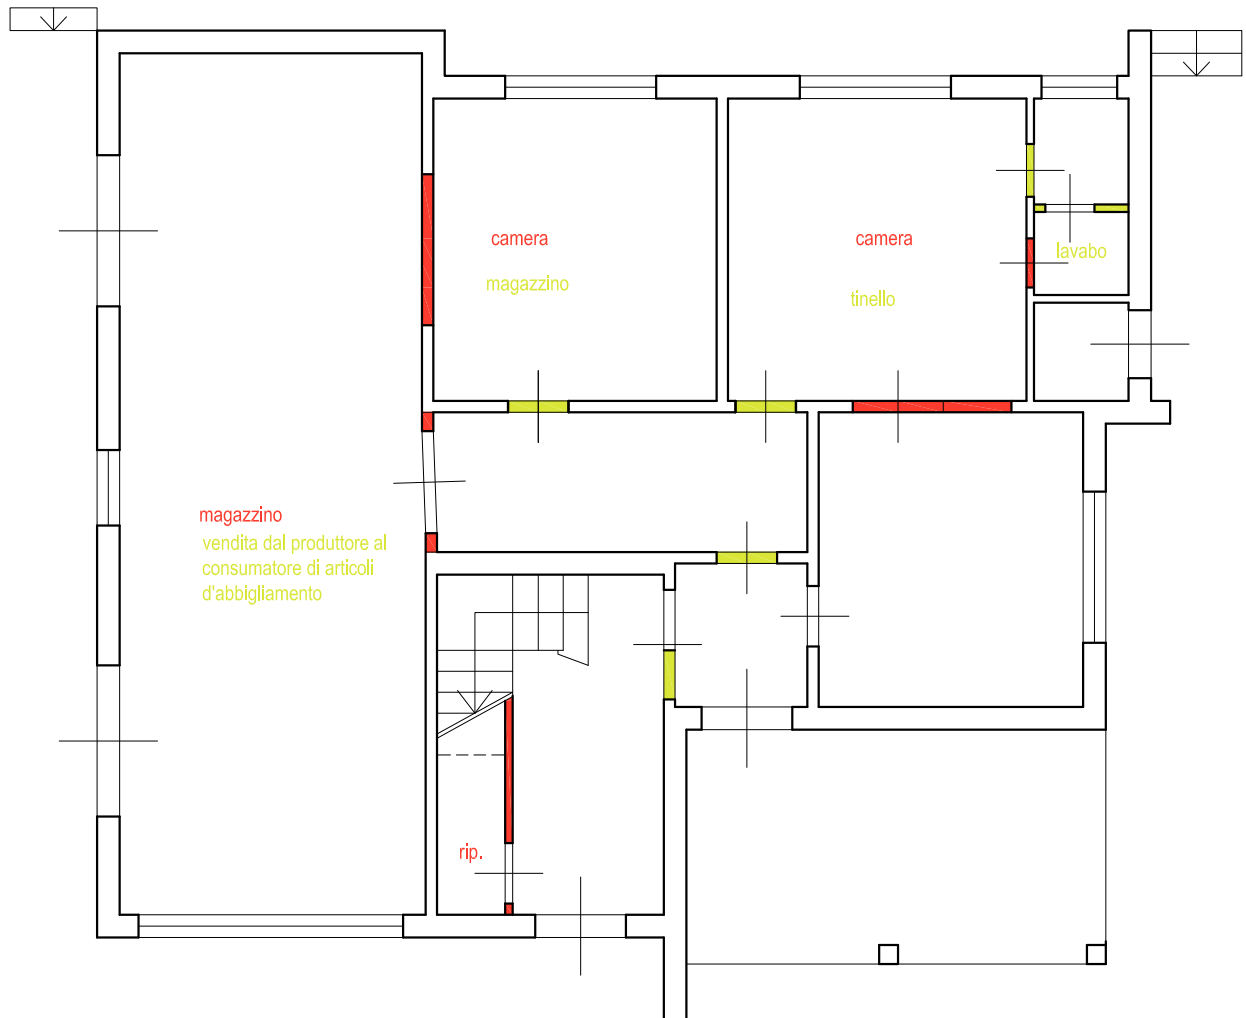 camera
magazzino
camera
tinello
lavabo
magazzino
vendita dal produttore al
consumatore di articoli
d'abbigliamento
rip.